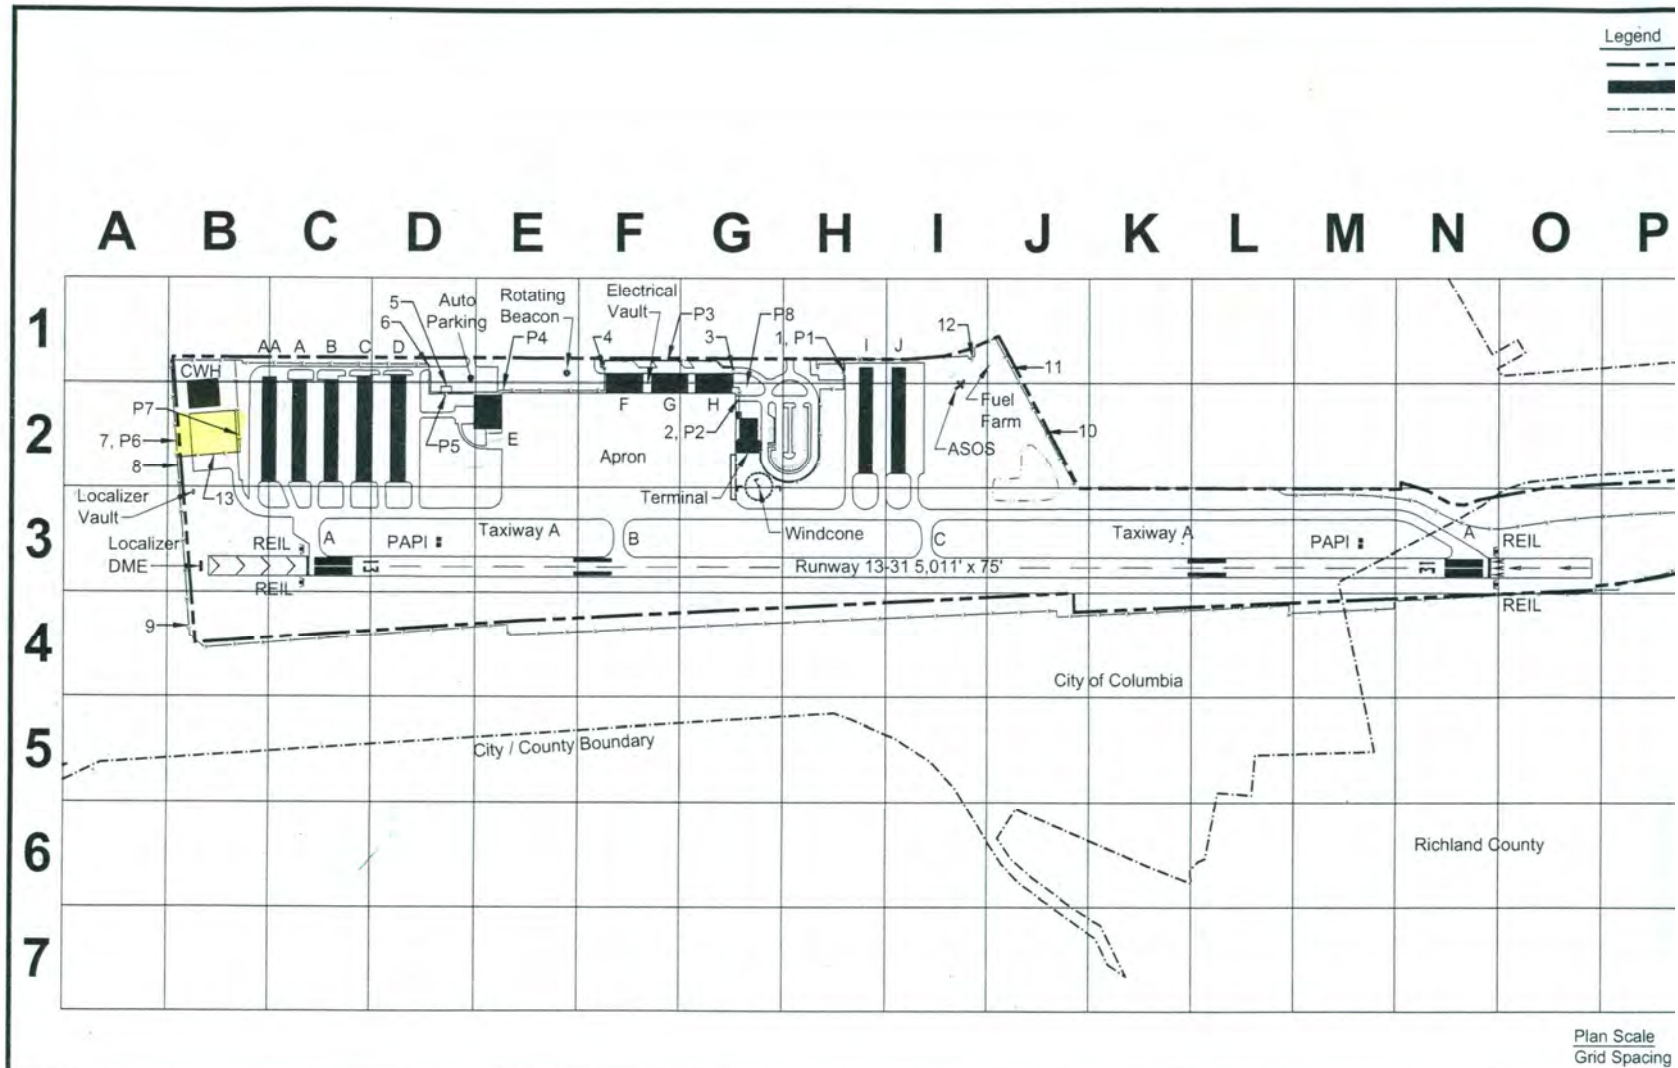 Legend
A B C D E F G H I J K L M N O P
1
2
3
4
5
6
7
5
Auto
Parking
6
Rotating
Beacon
P4
4
Electrical
Vault
P3
3
P8
1, P1
12
11
AA A B C D
I J
CWH
P7
7, P6
8
13
P5
E
F G H
2, P2
Fuel
Farm
ASOS
10
Apron
Terminal
Windcone
Localizer
Vault
Localizer
DME
REIL
REIL
A
PAPI
Taxiway A
B
C
Taxiway A
PAPI
A
REIL
REIL
13
Runway 13-31 5,011' x 75'
31
9
City of Columbia
City / County Boundary
Richland County
Plan Scale
Grid Spacing